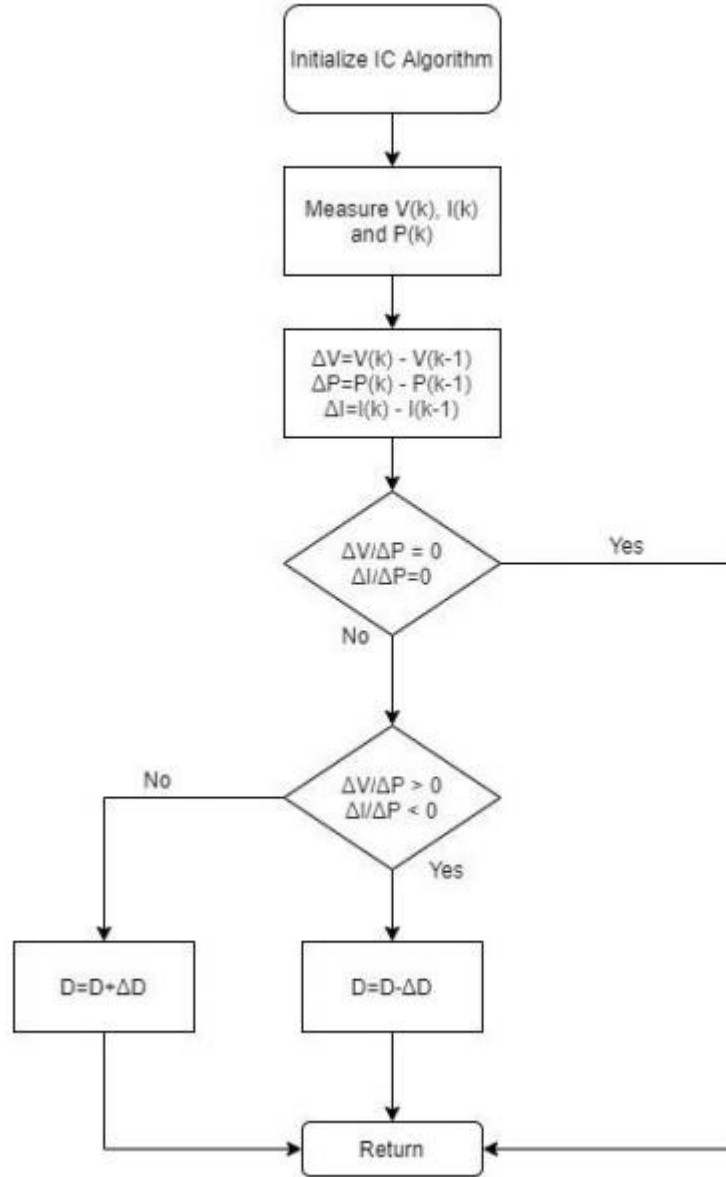 Initialize IC Algorithm
Measure V(k), I(k)
and P(k)
ΔV=V(k) - V(k-1)
ΔP=P(k) - P(k-1)
ΔI=I(k) - I(k-1)
ΔV/ΔP = 0
ΔI/ΔP=0
Yes
No
ΔV/ΔP > 0
ΔI/ΔP < 0
No
Yes
D=D+ΔD
D=D-ΔD
Return